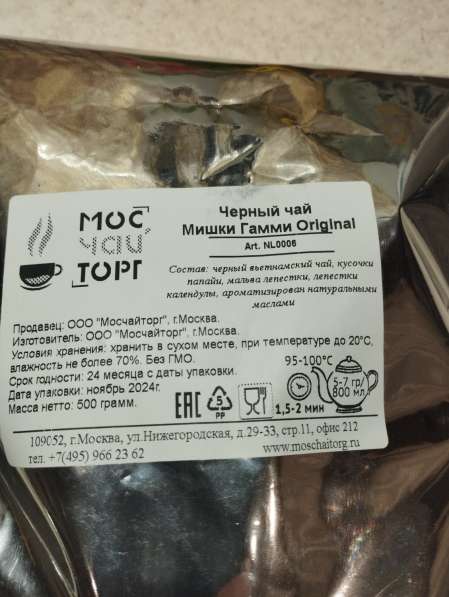 МОС
чай,
ТОРГ
Черный чай
Мишки Гамми Original
Art. NL0006
Состав: черный вьетнамский чай, кусочки
папайи, мальва лепестки, лепестки
календулы, ароматизирован натуральными
маслами
Продавец: ООО "Мосчайторг", г.Москва.
Изготовитель: ООО "Мосчайторг", г.Москва.
Условия хранения: хранить в сухом месте, при температуре до 20°С,
влажность не более 70%. Без ГМО.
Срок годности: 24 месяца с даты упаковки.
Дата упаковки: ноябрь 2024г.
Масса нетто: 500 грамм.
95-100°С
5-7 гр/
800 мл.
1,5-2 мин
ЕАС
5
PP
109052, г.Москва, ул.Нижегородская, д.29-33, стр.11, офис 212
тел. +7(495) 966 23 62
www.moschaitorg.ru